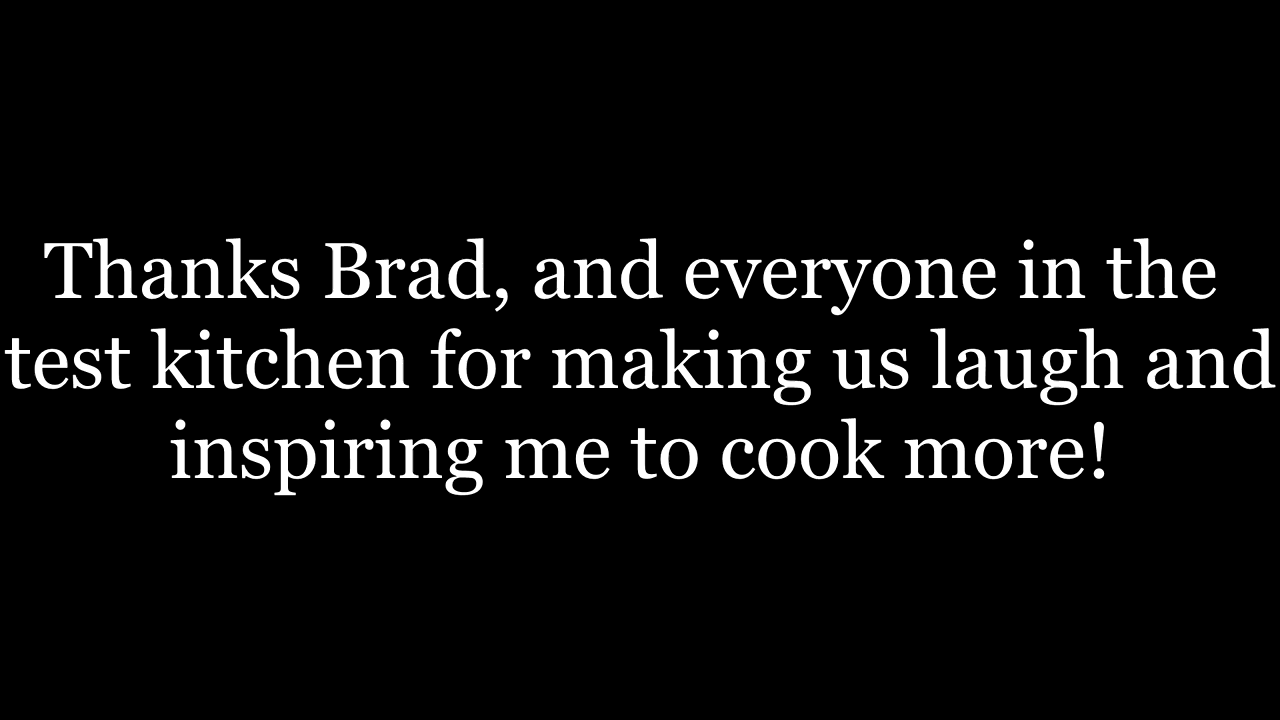 Thanks Brad, and everyone in the
test kitchen for making us laugh and
inspiring me to cook more!